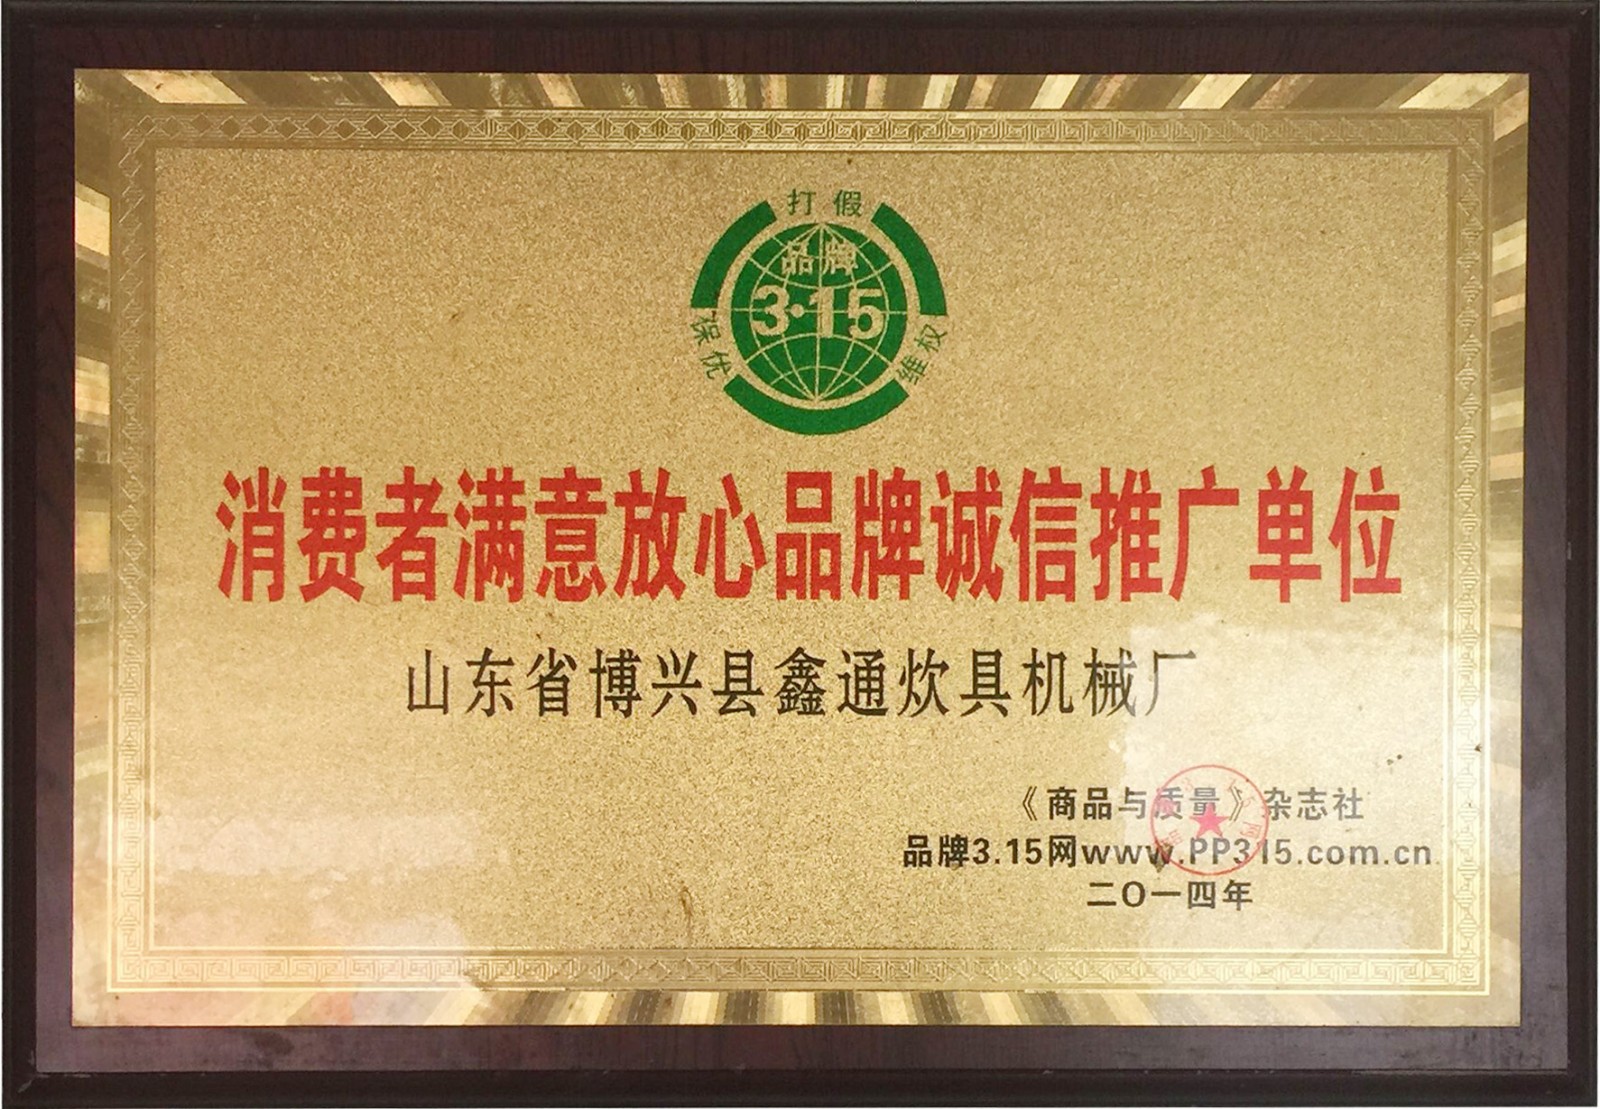 打假
品牌
3·15
保优
维权
消费者满意放心品牌诚信推广单位
山东省博兴县鑫通炊具机械厂
《商品与质量》杂志社
品牌3.15网www.PP315.com.cn
二〇一四年